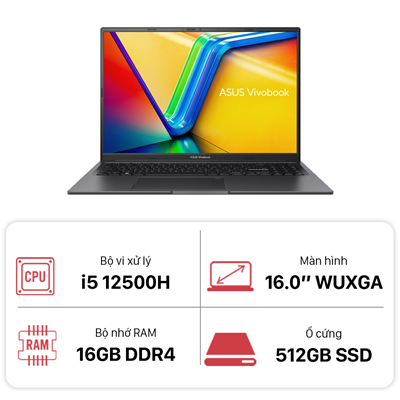 ASUS Vivobook
Bộ vi xử lý
CPU
i5 12500H
Màn hình
16.0″ WUXGA
Bộ nhớ RAM
RAM
16GB DDR4
Ổ cứng
512GB SSD